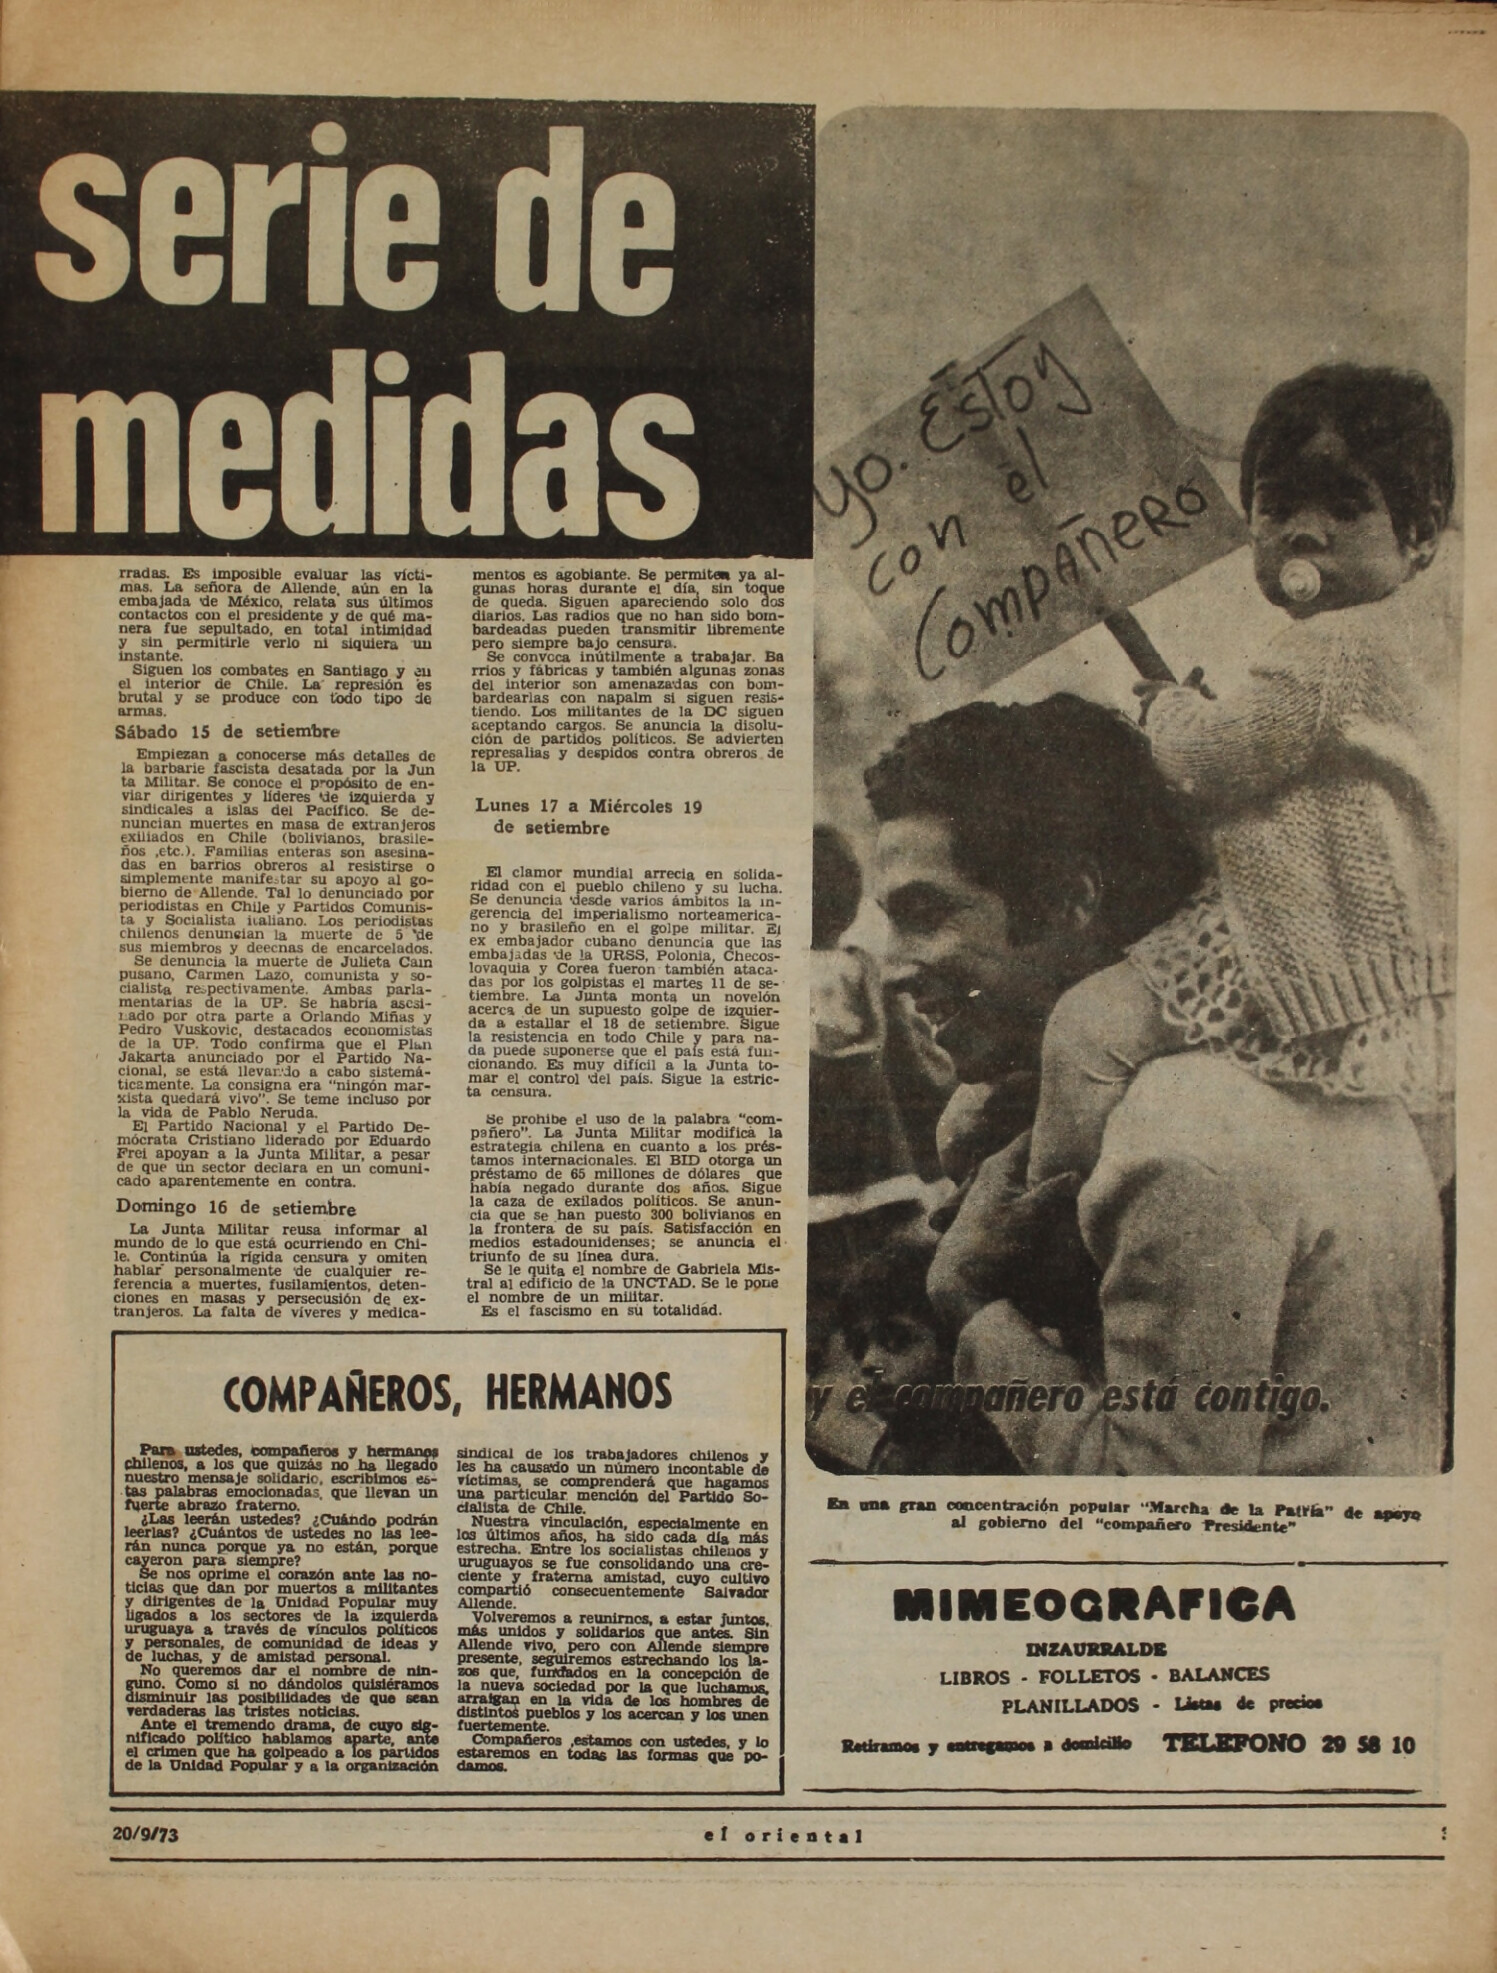 serie de
medidas
rradas. Es imposible evaluar las vícti-
mas. La señora de Allende, aún en la
embajada de México, relata sus últimos
contactos con el presidente y de qué ma-
nera fue sepultado, en total intimidad
y sin permitirle verlo ni siquiera un
instante.
Siguen los combates en Santiago y en
el interior de Chile. La represión es
brutal y se produce con todo tipo de
armas.
Sábado 15 de setiembre
Empiezan a conocerse más detalles de
la barbarie fascista desatada por la Jun
ta Militar. Se conoce el propósito de en-
viar dirigentes y líderes de izquierda y
sindicales a islas del Pacífico. Se de-
nuncian muertes en masa de extranjeros
exiliados en Chile (bolivianos, brasile-
ños ,etc.). Familias enteras son asesina-
das en barrios obreros al resistirse o
simplemente manifestar su apoyo al go-
bierno de Allende. Tal lo denunciado por
periodistas en Chile y Partidos Comunis-
ta y Socialista italiano. Los periodistas
chilenos denuncian la muerte de 5 de
sus miembros y deecnas de encarcelados.
Se denuncia la muerte de Julieta Cam
pusano, Carmen Lazo, comunista y so-
cialista respectivamente. Ambas parla-
mentarias de la UP. Se habría asesi-
nado por otra parte a Orlando Miñas y
Pedro Vuskovic, destacados economistas
de la UP. Todo confirma que el Plan
Jakarta anunciado por el Partido Na-
cional, se está llevando a cabo sistemá-
ticamente. La consigna era "ningón mar-
xista quedará vivo". Se teme incluso por
la vida de Pablo Neruda.
El Partido Nacional y el Partido De-
mócrata Cristiano liderado por Eduardo
Frei apoyan a la Junta Militar, a pesar
de que un sector declara en un comuni-
cado aparentemente en contra.
Domingo 16 de setiembre
La Junta Militar reusa informar al
mundo de lo que está ocurriendo en Chi-
le. Continúa la rígida censura y omiten
hablar personalmente de cualquier re-
ferencia a muertes, fusilamientos, deten-
ciones en masas y persecusión de ex-
tranjeros. La falta de víveres y medica-
mentos es agobiante. Se permiten ya al-
gunas horas durante el día, sin toque
de queda. Siguen apareciendo solo dos
diarios. Las radios que no han sido bom-
bardeadas pueden transmitir libremente
pero siempre bajo censura.
Se convoca inútilmente a trabajar. Ba
rrios y fábricas y también algunas zonas
del interior son amenazadas con bom-
bardearlas con napalm si siguen resis-
tiendo. Los militantes de la DC siguen
aceptando cargos. Se anuncia la disolu-
ción de partidos políticos. Se advierten
represalias y despidos contra obreros de
la UP.
Lunes 17 a Miércoles 19
de setiembre
El clamor mundial arrecia en solida-
ridad con el pueblo chileno y su lucha.
Se denuncia desde varios ámbitos la in-
gerencia del imperialismo norteamerica-
no y brasileño en el golpe militar. El
ex embajador cubano denuncia que las
embajadas de la URSS, Polonia, Checos-
lovaquia y Corea fueron también ataca-
das por los golpistas el martes 11 de se-
tiembre. La Junta monta un novelón
acerca de un supuesto golpe de izquier-
da a estallar el 18 de setiembre. Sigue
la resistencia en todo Chile y para na-
da puede suponerse que el país está fun-
cionando. Es muy difícil a la Junta to-
mar el control del país. Sigue la estric-
ta censura.
Se prohibe el uso de la palabra "com-
pañero". La Junta Militar modifica la
estrategia chilena en cuanto a los prés-
tamos internacionales. El BID otorga un
préstamo de 65 millones de dólares que
había negado durante dos años. Sigue
la caza de exilados políticos. Se anun-
cia que se han puesto 300 bolivianos en
la frontera de su país. Satisfacción en
medios estadounidenses; se anuncia el
triunfo de su línea dura.
Se le quita el nombre de Gabriela Mis-
tral al edificio de la UNCTAD. Se le pone
el nombre de un militar.
Es el fascismo en su totalidad.
Yo. Estoy
con el
Compañero
y el compañero está contigo.
En una gran concentración popular "Marcha de la Patria" de apoyo
al gobierno del "compañero Presidente"
COMPAÑEROS, HERMANOS
Para ustedes, compañeros y hermanos
chilenos, a los que quizás no ha llegado
nuestro mensaje solidario, escribimos es-
tas palabras emocionadas, que llevan un
fuerte abrazo fraterno.
¿Las leerán ustedes? ¿Cuándo podrán
leerlas? ¿Cuántos de ustedes no las lee-
rán nunca porque ya no están, porque
cayeron para siempre?
Se nos oprime el corazón ante las no-
ticias que dan por muertos a militantes
y dirigentes de la Unidad Popular muy
ligados a los sectores de la izquierda
uruguaya a través de vínculos políticos
y personales, de comunidad de ideas y
de luchas, y de amistad personal.
No queremos dar el nombre de nin-
guno. Como si no dándolos quisiéramos
disminuir las posibilidades de que sean
verdaderas las tristes noticias.
Ante el tremendo drama, de cuyo sig-
nificado político hablamos aparte, ante
el crimen que ha golpeado a los partidos
de la Unidad Popular y a la organización
sindical de los trabajadores chilenos y
les ha causado un número incontable de
víctimas, se comprenderá que hagamos
una particular mención del Partido So-
cialista de Chile.
Nuestra vinculación, especialmente en
los últimos años, ha sido cada día más
estrecha. Entre los socialistas chilenos y
uruguayos se fue consolidando una cre-
ciente y fraterna amistad, cuyo cultivo
compartió consecuentemente Salvador
Allende.
Volveremos a reunirnos, a estar juntos,
más unidos y solidarios que antes. Sin
Allende vivo, pero con Allende siempre
presente, seguiremos estrechando los la-
zos que, fundados en la concepción de
la nueva sociedad por la que luchamos,
arraigan en la vida de los hombres de
distintos pueblos y los acercan y los unen
fuertemente.
Compañeros ,estamos con ustedes, y lo
estaremos en todas las formas que po-
damos.
MIMEOGRAFICA
INZAURRALDE
LIBROS - FOLLETOS - BALANCES
PLANILLADOS - Listas de precios
Retiramos y entregamos a domicilio TELEFONO 29 58 10
20/9/73
el oriental